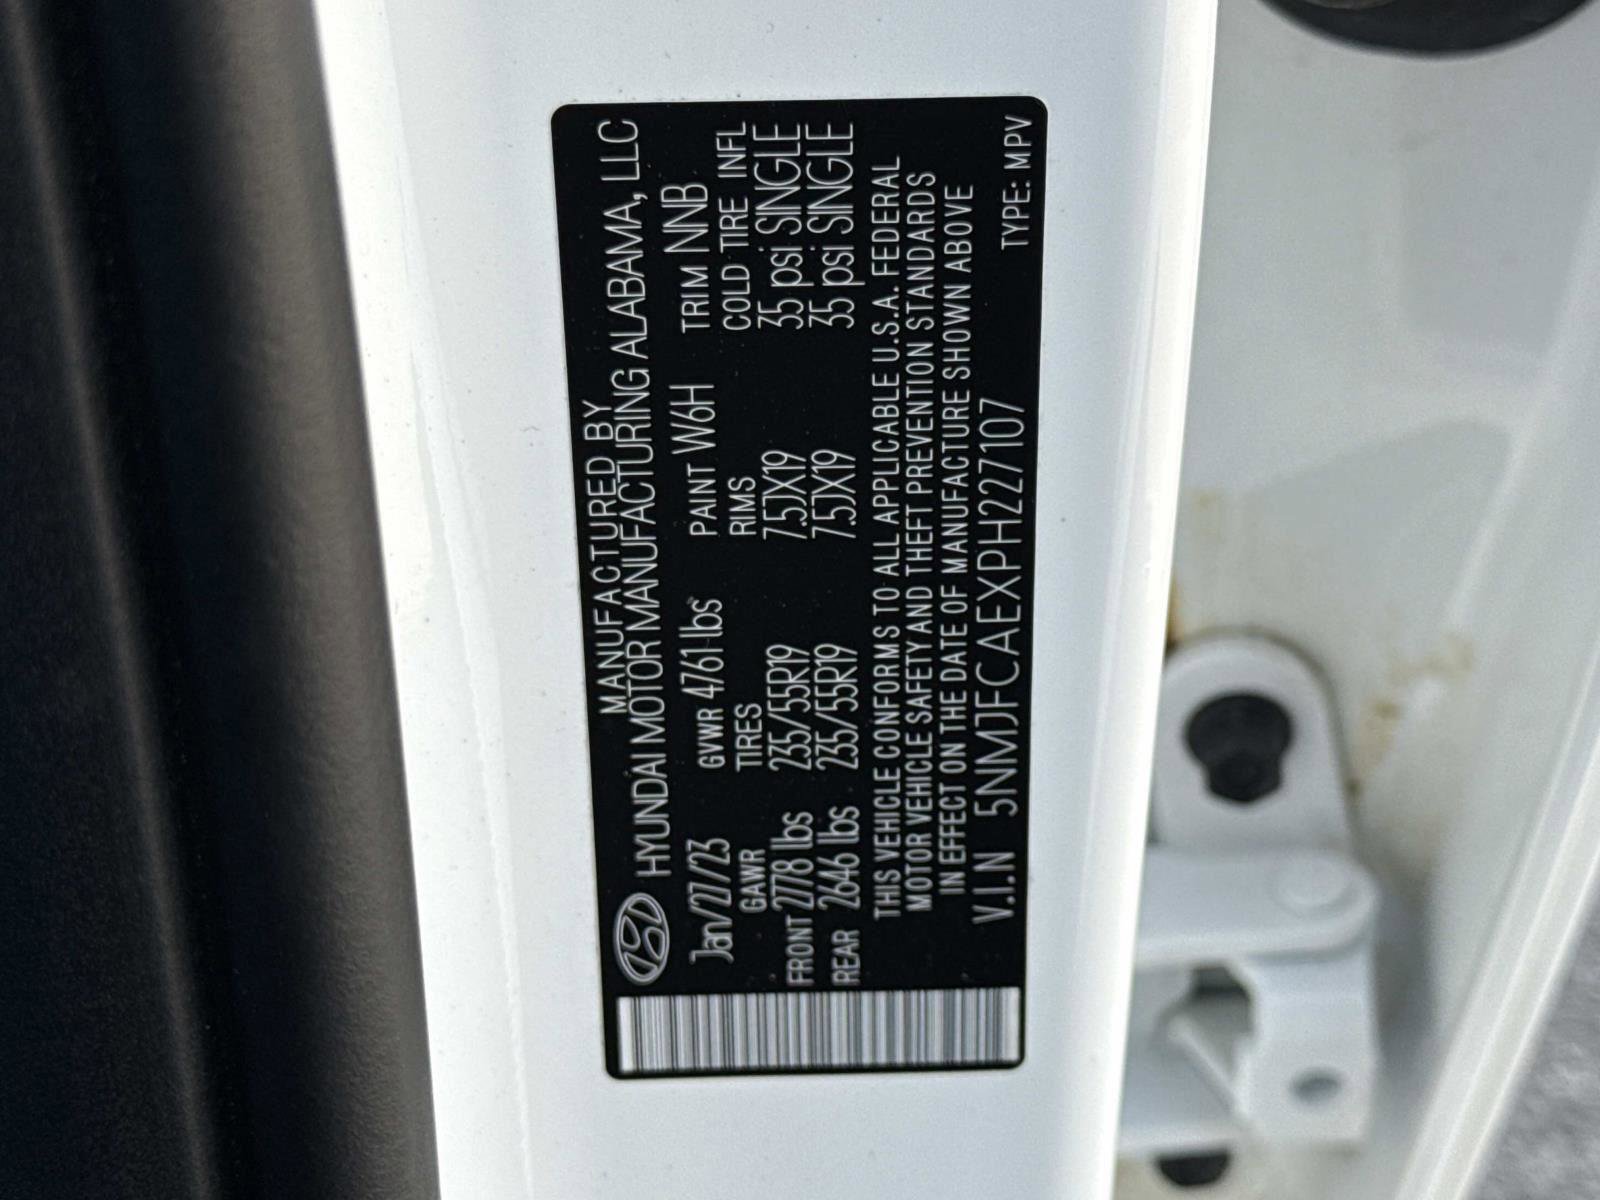 MANUFACTURED BY
HYUNDAI MOTOR MANUFACTURING ALABAMA, LLC
Jan/27/23 GVWR 4761 lbs PAINT W6H TRIM NNB
GAWR TIRES RIMS COLD TIRE INFL
FRONT 2778 lbs 235/55R19 7.5JX19 35 psi SINGLE
REAR 2646 lbs 235/55R19 7.5JX19 35 psi SINGLE
THIS VEHICLE CONFORMS TO ALL APPLICABLE U.S.A. FEDERAL
MOTOR VEHICLE SAFETY AND THEFT PREVENTION STANDARDS
IN EFFECT ON THE DATE OF MANUFACTURE SHOWN ABOVE
V.I.N 5NMJFCAEXPH227107 TYPE: MPV